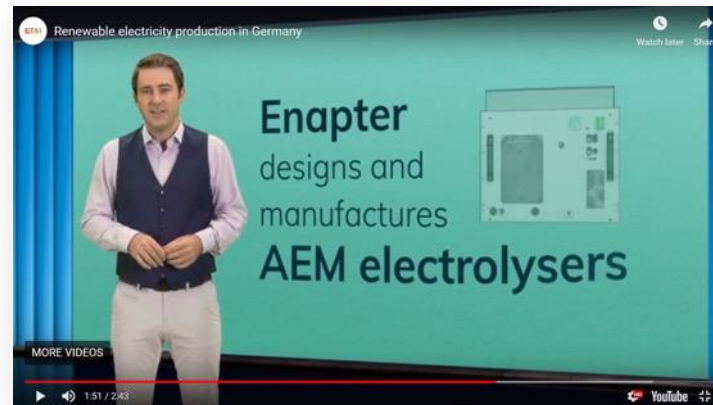 GTAI
Renewable electricity production in Germany
Watch later
Share
Enapter
designs and
manufactures
AEM electrolysers
MORE VIDEOS
1:51 / 2:43
YouTube